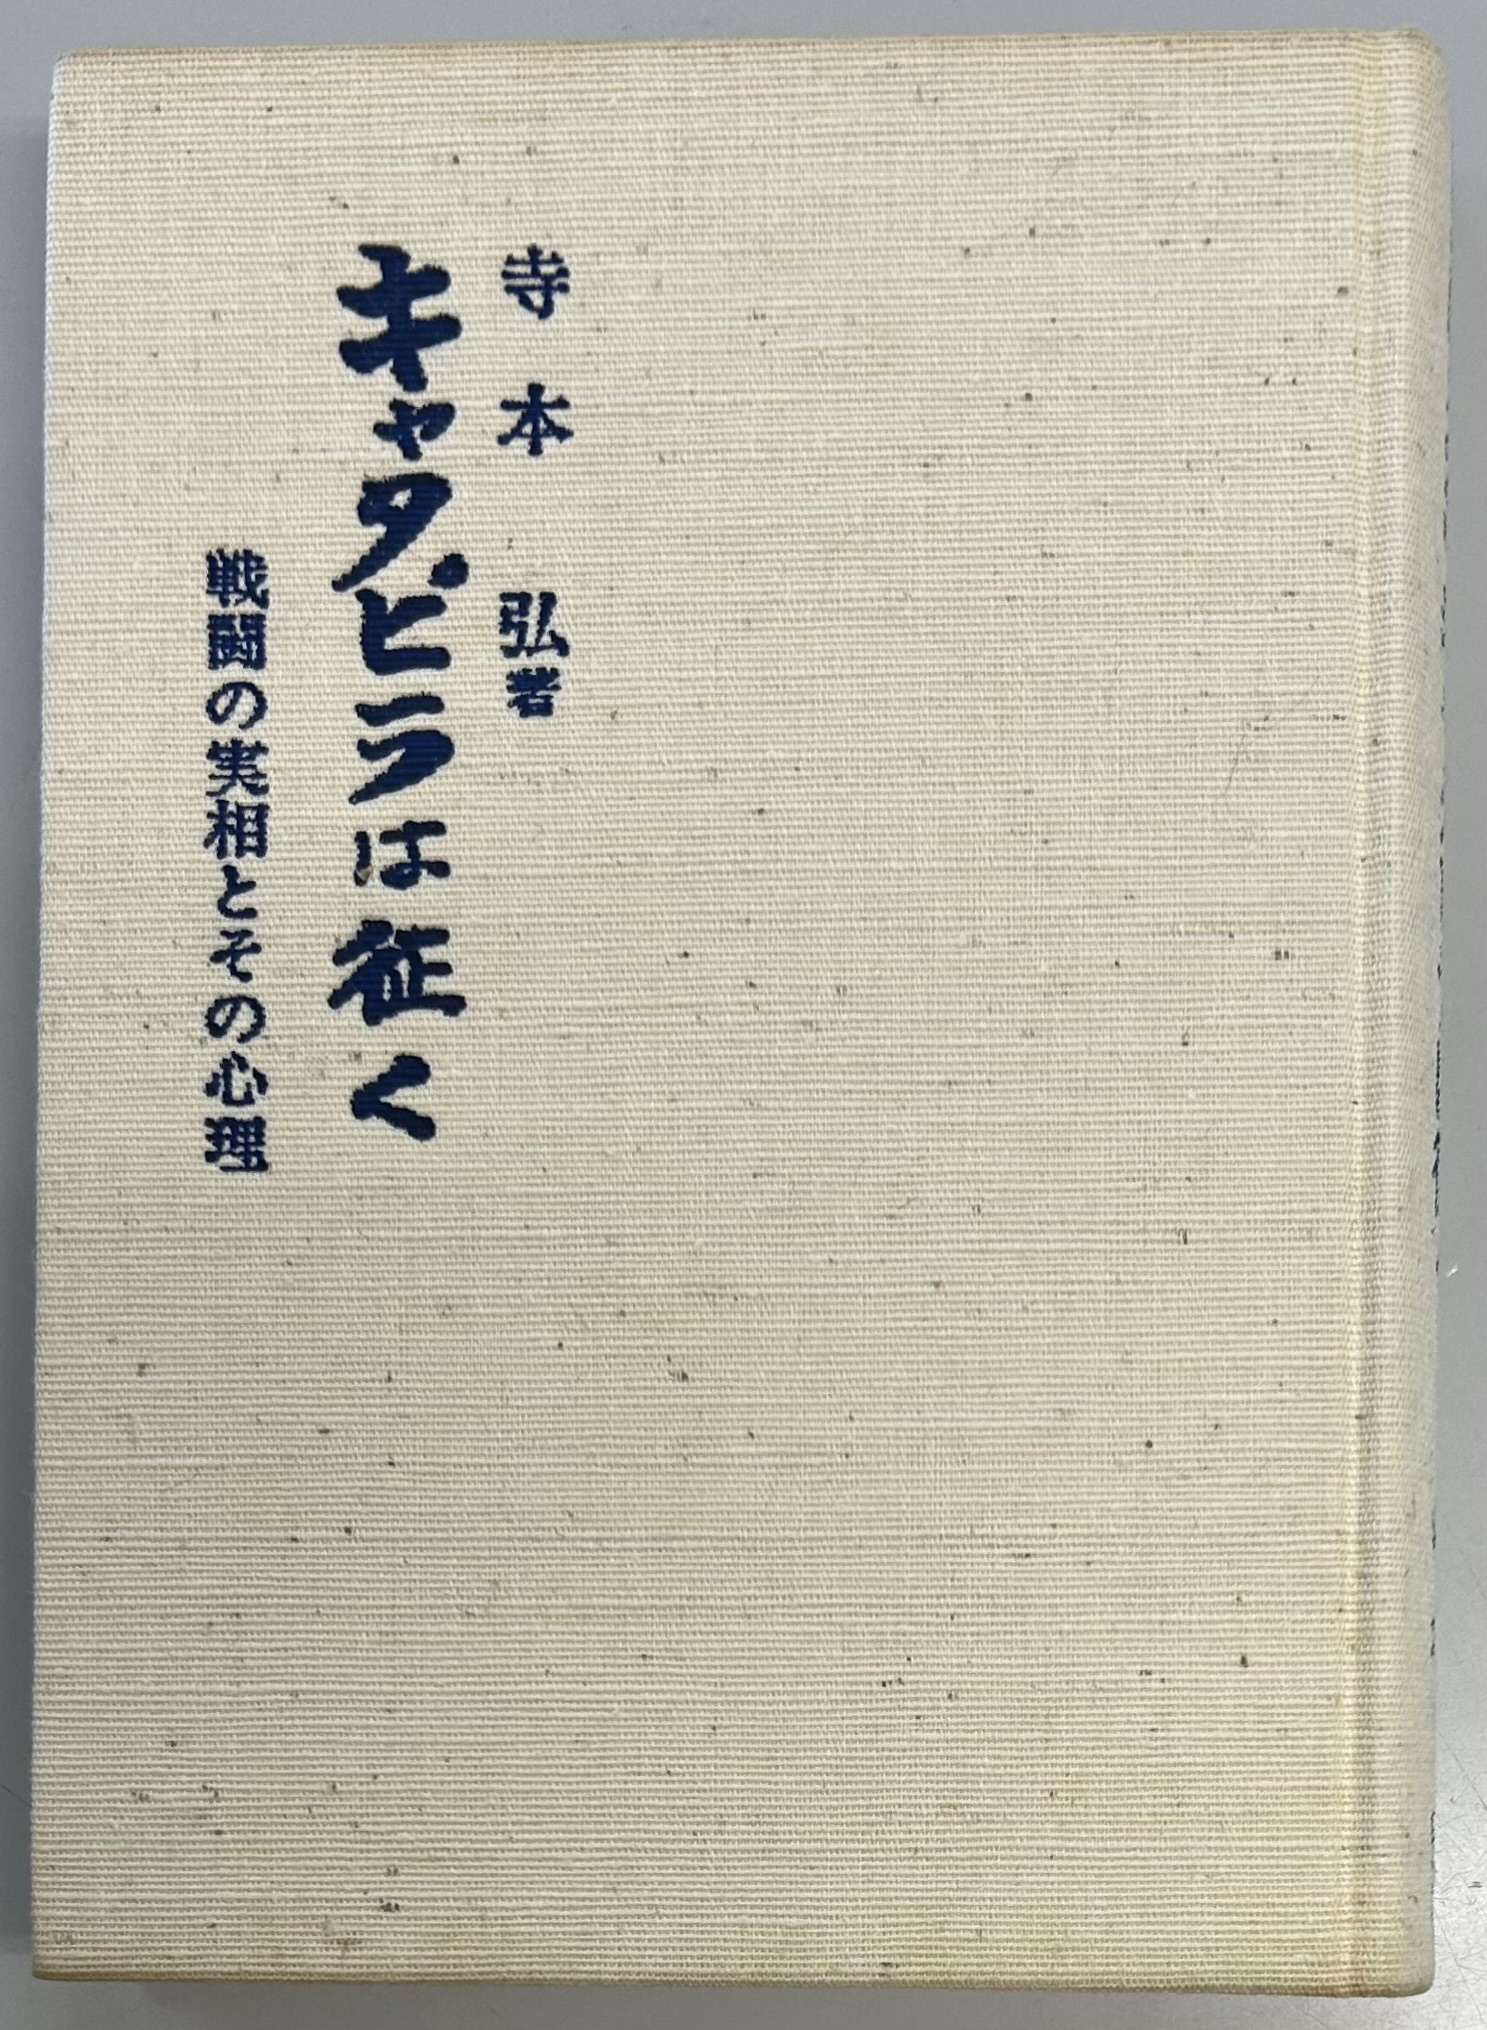 寺本 弘著
キャタピラは征く
戦闘の実相とその心理